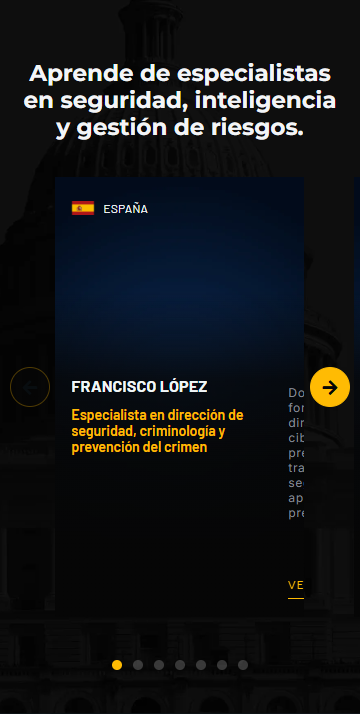 Aprende de especialistas
en seguridad, inteligencia
y gestión de riesgos.
ESPAÑA
FRANCISCO LÓPEZ
Especialista en dirección de
seguridad, criminología y
prevención del crimen